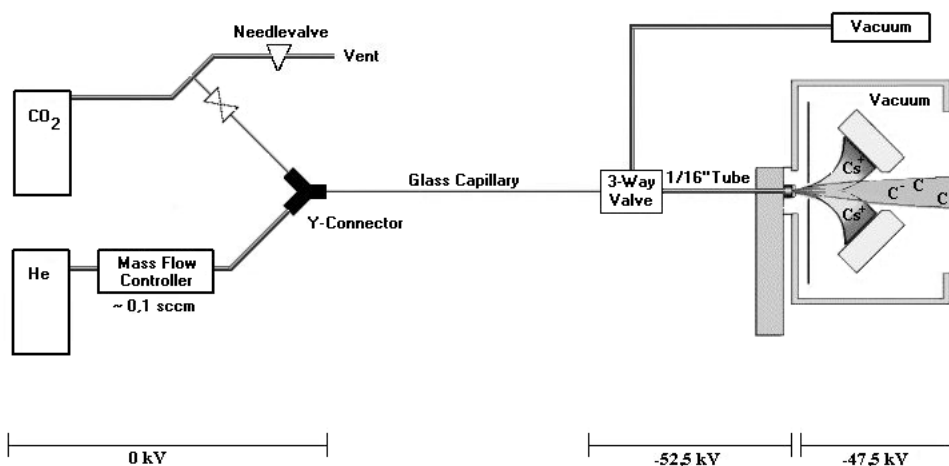 Needlevalve
Vent
Vacuum
CO2
Vacuum
Cs+
Glass Capillary
1/16" Tube
3-Way
Valve
C- C
C
Cs+
Y-Connector
He
Mass Flow
Controller
~ 0,1 sccm
0 kV
-52,5 kV
-47,5 kV